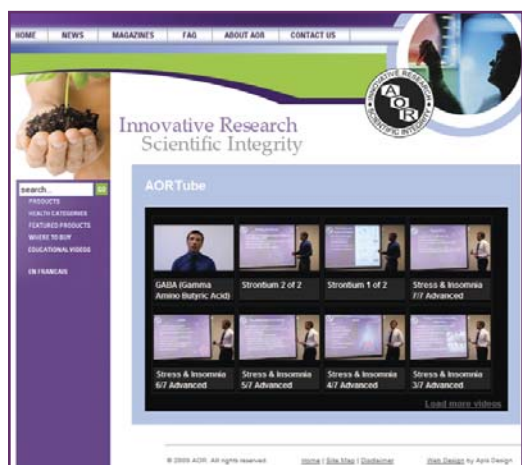 HOME NEWS MAGAZINES FAQ ABOUT AOR CONTACT US
INNOVATIVE RESEARCH
AOR
SCIENTIFIC INTEGRITY
Innovative Research
Scientific Integrity
search...
GO
PRODUCTS
HEALTH CATEGORIES
FEATURED PRODUCTS
WHERE TO BUY
EDUCATIONAL VIDEOS
EN FRANCAIS
AORTube
GABA (Gamma
Amino Butyric Acid)
Strontium 2 of 2
Strontium 1 of 2
Stress & Insomnia
7/7 Advanced
Stress & Insomnia
6/7 Advanced
Stress & Insomnia
5/7 Advanced
Stress & Insomnia
4/7 Advanced
Stress & Insomnia
3/7 Advanced
Load more videos
© 2009 AOR. All rights reserved. Home | Site Map | Disclaimer Web Design by Apis Design